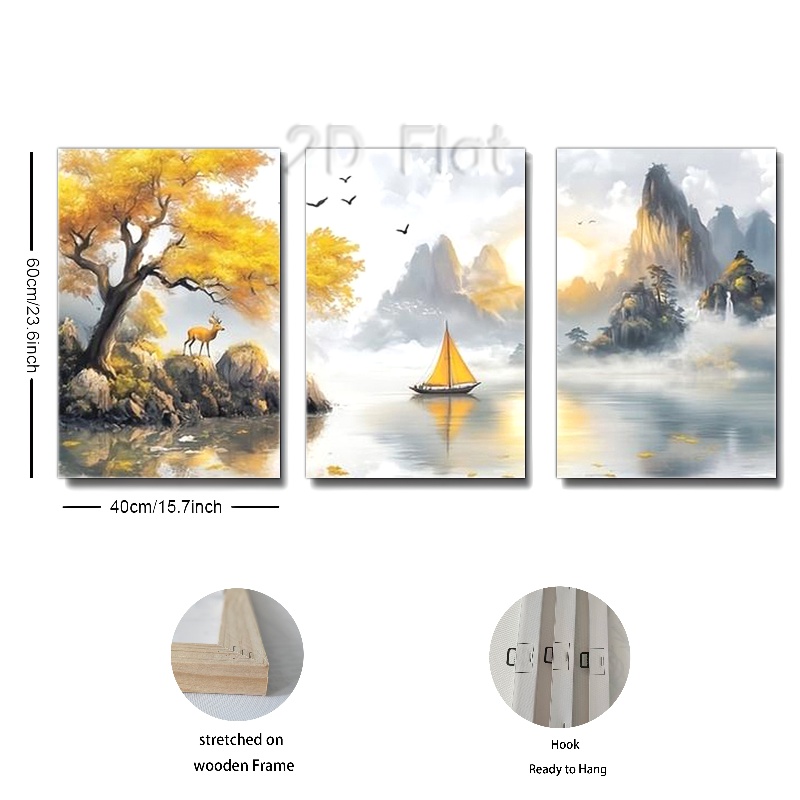 2D Flat
60cm/23.6inch
40cm/15.7inch
stretched on
wooden Frame
Hook
Ready to Hang